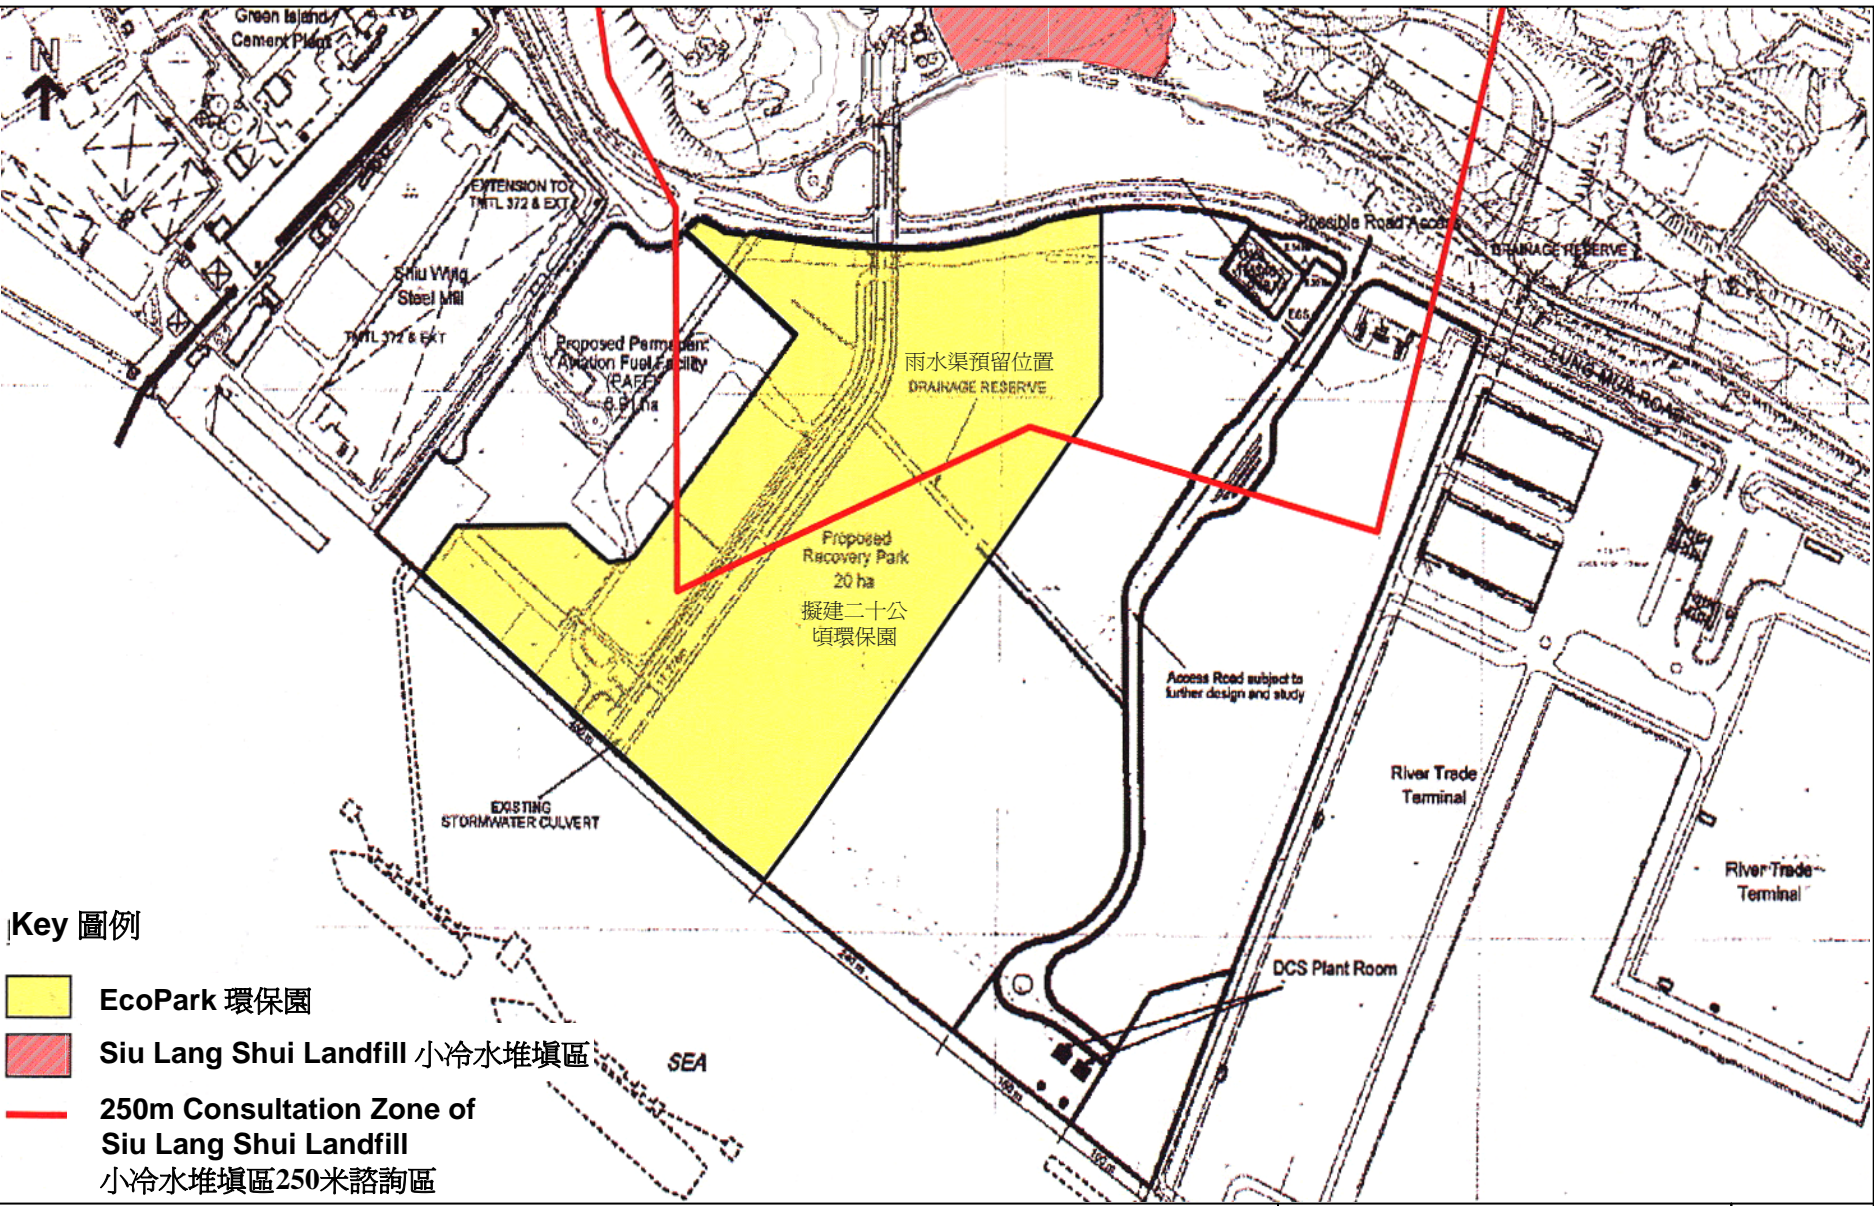 Green Island
Cement Plant
N
EXTENSION TO
TMTL 372 & EXT
Shiu Wing
Steel Mill
TMTL 372 & EXT
Proposed Permanent
Aviation Fuel Facility
(PAFF)
雨水渠預留位置
DRAINAGE RESERVE
Possible Road Access
DRAINAGE RESERVE
EGS
LUNG MUN ROAD
Proposed
Recovery Park
20 ha
擬建二十公
頃環保園
Access Road subject to
further design and study
EXISTING
STORMWATER CULVERT
River Trade
Terminal
River Trade
Terminal
DCS Plant Room
SEA
160 m
100 m
Key 圖例
EcoPark 環保園
Siu Lang Shui Landfill 小冷水堆填區
250m Consultation Zone of
Siu Lang Shui Landfill
小冷水堆填區250米諮詢區